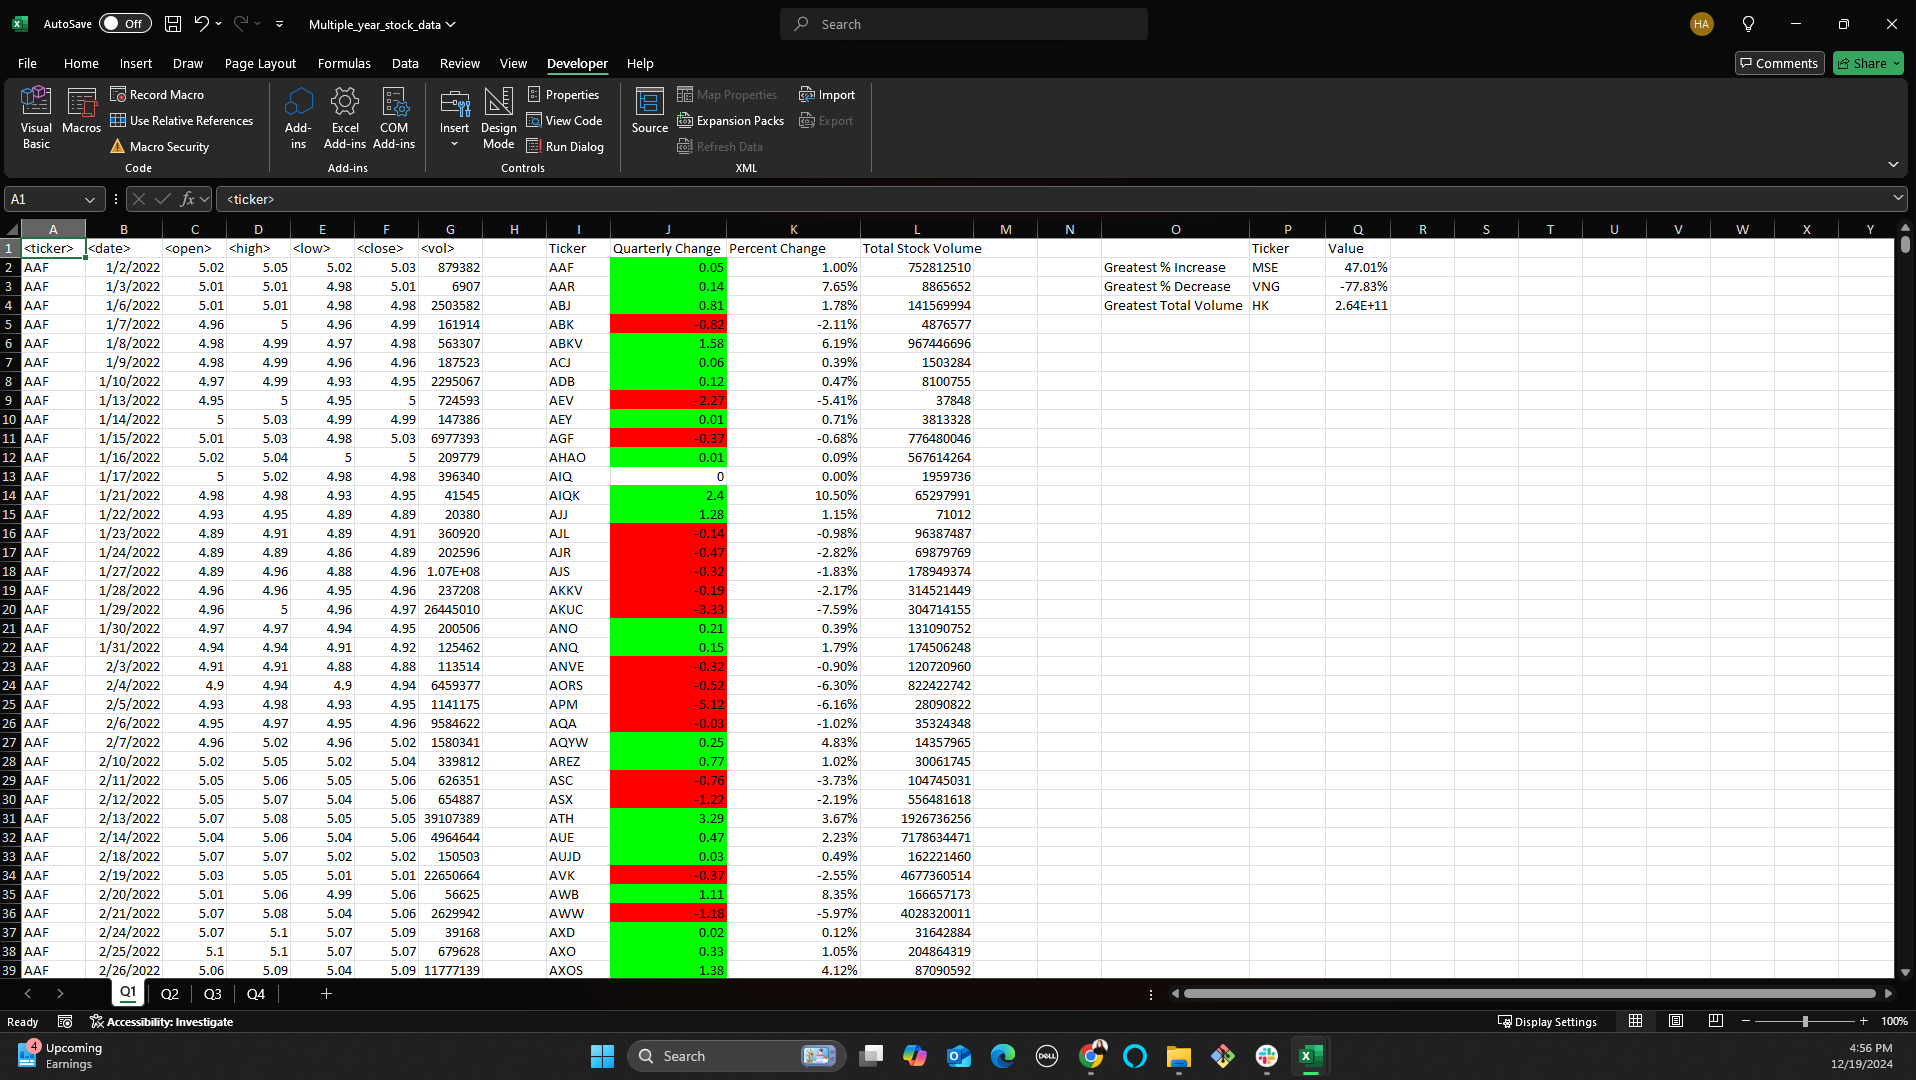 AutoSave Off Multiple_year_stock_data Search HA
File Home Insert Draw Page Layout Formulas Data Review View Developer Help Comments Share
Visual Basic Macros Record Macro Use Relative References Macro Security Code
Add-ins Excel Add-ins COM Add-ins Add-ins
Insert Design Mode Properties View Code Run Dialog Controls
Source Map Properties Expansion Packs Refresh Data Import Export XML
A1 fx <ticker>
A B C D E F G H I J K L M N O P Q R S T U V W X Y
1 <ticker> <date> <open> <high> <low> <close> <vol> Ticker Quarterly Change Percent Change Total Stock Volume Ticker Value
2 AAF 1/2/2022 5.02 5.05 5.02 5.03 879382 AAF 0.05 1.00% 752812510 Greatest % Increase MSE 47.01%
3 AAF 1/3/2022 5.01 5.01 4.98 5.01 6907 AAR 0.14 7.65% 8865652 Greatest % Decrease VNG -77.83%
4 AAF 1/6/2022 5.01 5.01 4.98 4.98 2503582 ABJ 0.81 1.78% 141569994 Greatest Total Volume HK 2.64E+11
5 AAF 1/7/2022 4.96 5 4.96 4.99 161914 ABK -0.82 -2.11% 4876577
6 AAF 1/8/2022 4.98 4.99 4.97 4.98 563307 ABKV 1.58 6.19% 967446696
7 AAF 1/9/2022 4.98 4.99 4.96 4.96 187523 ACJ 0.06 0.39% 1503284
8 AAF 1/10/2022 4.97 4.99 4.93 4.95 2295067 ADB 0.12 0.47% 8100755
9 AAF 1/13/2022 4.95 5 4.95 5 724593 AEV -2.27 -5.41% 37848
10 AAF 1/14/2022 5 5.03 4.99 4.99 147386 AEY 0.01 0.71% 3813328
11 AAF 1/15/2022 5.01 5.03 4.98 5.03 6977393 AGF -0.37 -0.68% 776480046
12 AAF 1/16/2022 5.02 5.04 5 5 209779 AHAO 0.01 0.09% 567614264
13 AAF 1/17/2022 5 5.02 4.98 4.98 396340 AIQ 0 0.00% 1959736
14 AAF 1/21/2022 4.98 4.98 4.93 4.95 41545 AIQK 2.4 10.50% 65297991
15 AAF 1/22/2022 4.93 4.95 4.89 4.89 20380 AJJ 1.28 1.15% 71012
16 AAF 1/23/2022 4.89 4.91 4.89 4.91 360920 AJL -0.14 -0.98% 96387487
17 AAF 1/24/2022 4.89 4.89 4.86 4.89 202596 AJR -0.47 -2.82% 69879769
18 AAF 1/27/2022 4.89 4.96 4.88 4.96 1.07E+08 AJS -0.32 -1.83% 178949374
19 AAF 1/28/2022 4.96 4.96 4.95 4.96 237208 AKKV -0.19 -2.17% 314521449
20 AAF 1/29/2022 4.96 5 4.96 4.97 26445010 AKUC -3.33 -7.59% 304714155
21 AAF 1/30/2022 4.97 4.97 4.94 4.95 200506 ANO 0.21 0.39% 131090752
22 AAF 1/31/2022 4.94 4.94 4.91 4.92 125462 ANQ 0.15 1.79% 174506248
23 AAF 2/3/2022 4.91 4.91 4.88 4.88 113514 ANVE -0.32 -0.90% 120720960
24 AAF 2/4/2022 4.9 4.94 4.9 4.94 6459377 AORS -0.52 -6.30% 822422742
25 AAF 2/5/2022 4.93 4.98 4.93 4.95 1141175 APM -5.12 -6.16% 28090822
26 AAF 2/6/2022 4.95 4.97 4.95 4.96 9584622 AQA -0.03 -1.02% 35324348
27 AAF 2/7/2022 4.96 5.02 4.96 5.02 1580341 AQYW 0.25 4.83% 14357965
28 AAF 2/10/2022 5.02 5.05 5.02 5.04 339812 AREZ 0.77 1.02% 30061745
29 AAF 2/11/2022 5.05 5.06 5.05 5.06 626351 ASC -0.76 -3.73% 104745031
30 AAF 2/12/2022 5.05 5.07 5.04 5.06 654887 ASX -1.22 -2.19% 556481618
31 AAF 2/13/2022 5.07 5.08 5.05 5.05 39107389 ATH 3.29 3.67% 1926736256
32 AAF 2/14/2022 5.04 5.06 5.04 5.06 4964644 AUE 0.47 2.23% 7178634471
33 AAF 2/18/2022 5.07 5.07 5.02 5.02 150503 AUJD 0.03 0.49% 162221460
34 AAF 2/19/2022 5.03 5.05 5.01 5.01 22650664 AVK -0.37 -2.55% 4677360514
35 AAF 2/20/2022 5.01 5.06 4.99 5.06 56625 AWB 1.11 8.35% 166657173
36 AAF 2/21/2022 5.07 5.08 5.04 5.06 2629942 AWW -1.18 -5.97% 4028320011
37 AAF 2/24/2022 5.07 5.1 5.07 5.09 39168 AXD 0.02 0.12% 31642884
38 AAF 2/25/2022 5.1 5.1 5.07 5.07 679628 AXO 0.33 1.05% 204864319
39 AAF 2/26/2022 5.06 5.09 5.04 5.09 11777139 AXOS 1.38 4.12% 87090592
Q1 Q2 Q3 Q4
Ready Accessibility: Investigate Display Settings 100%
4 Upcoming Earnings Search DELL 4:56 PM
12/19/2024